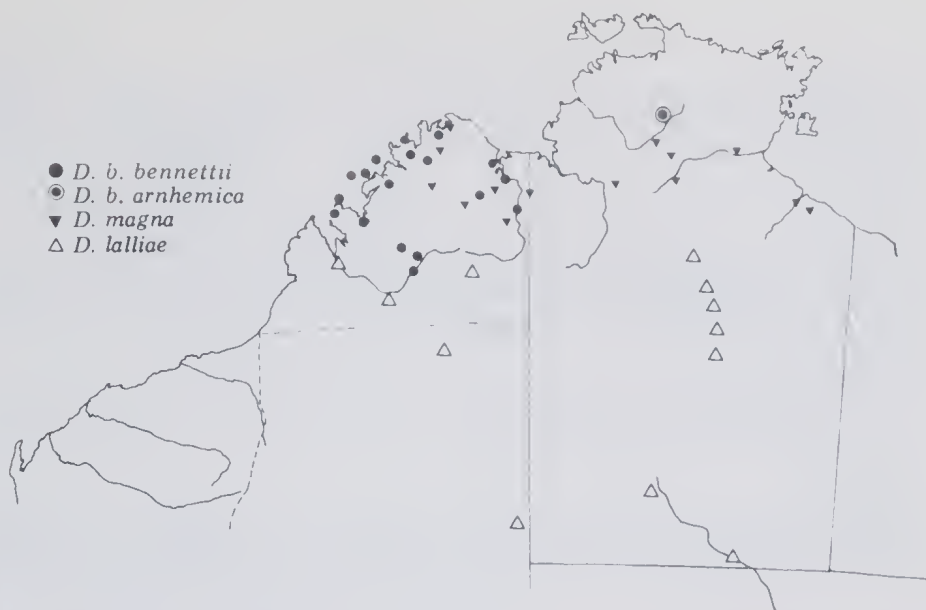 D. b. bennettii
D. b. arnhemica
D. magna
D. lalliae